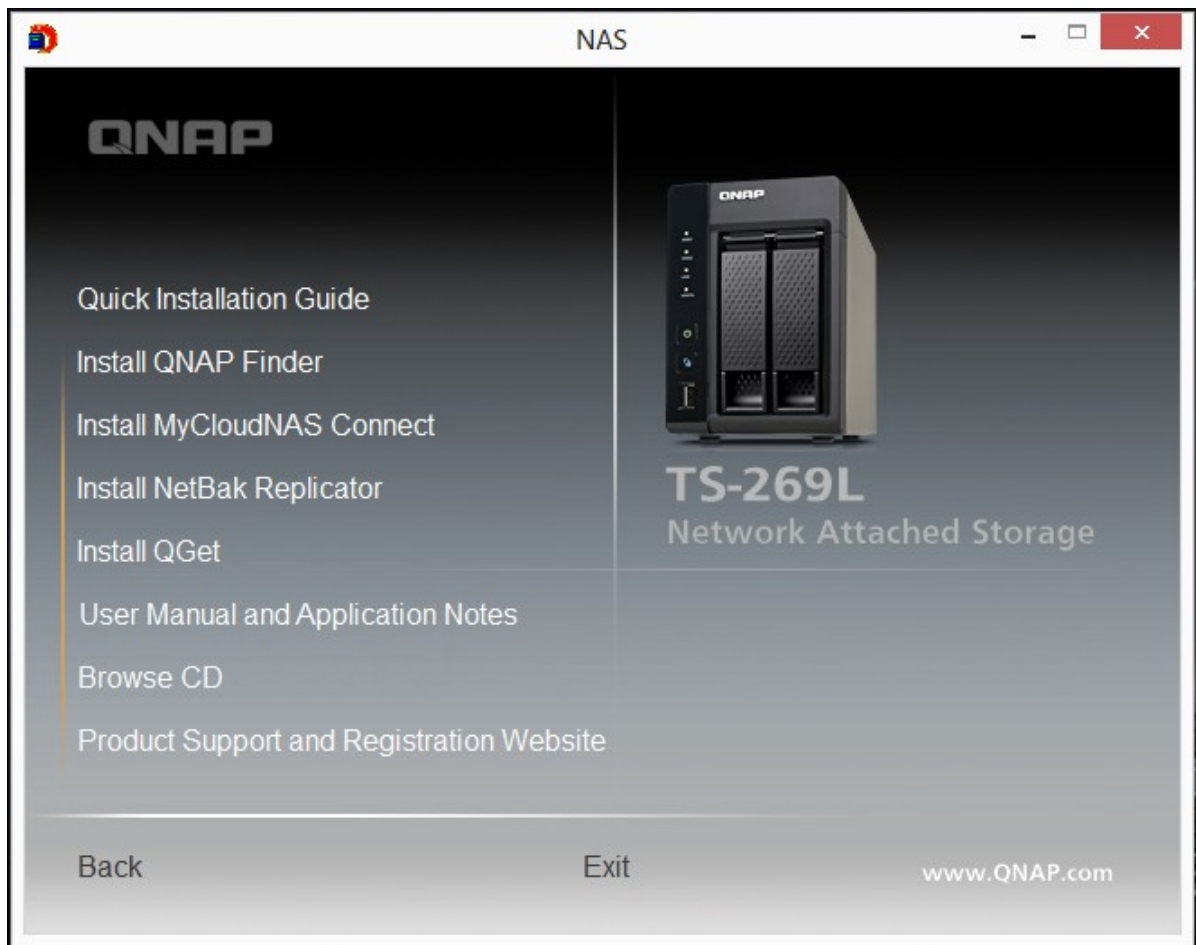 NAS
QNAP
QNAP
Quick Installation Guide
Install QNAP Finder
Install MyCloudNAS Connect
Install NetBak Replicator
Install QGet
User Manual and Application Notes
Browse CD
Product Support and Registration Website
TS-269L
Network Attached Storage
Back
Exit
www.QNAP.com